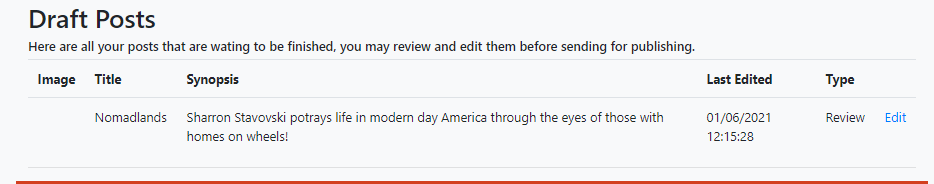 Draft Posts
Here are all your posts that are wating to be finished, you may review and edit them before sending for publishing.
Image Title Synopsis Last Edited Type
Nomadlands Sharron Stavovski potrays life in modern day America through the eyes of those with 01/06/2021 Review Edit
homes on wheels! 12:15:28